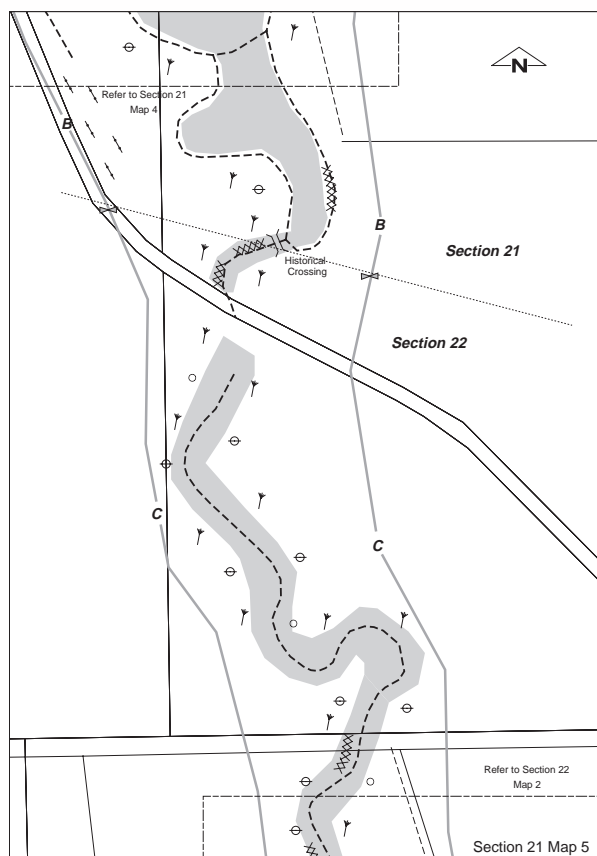 N
Refer to Section 21
Map 4
B
B
Section 21
Historical
Crossing
Section 22
C
C
Refer to Section 22
Map 2
Section 21 Map 5